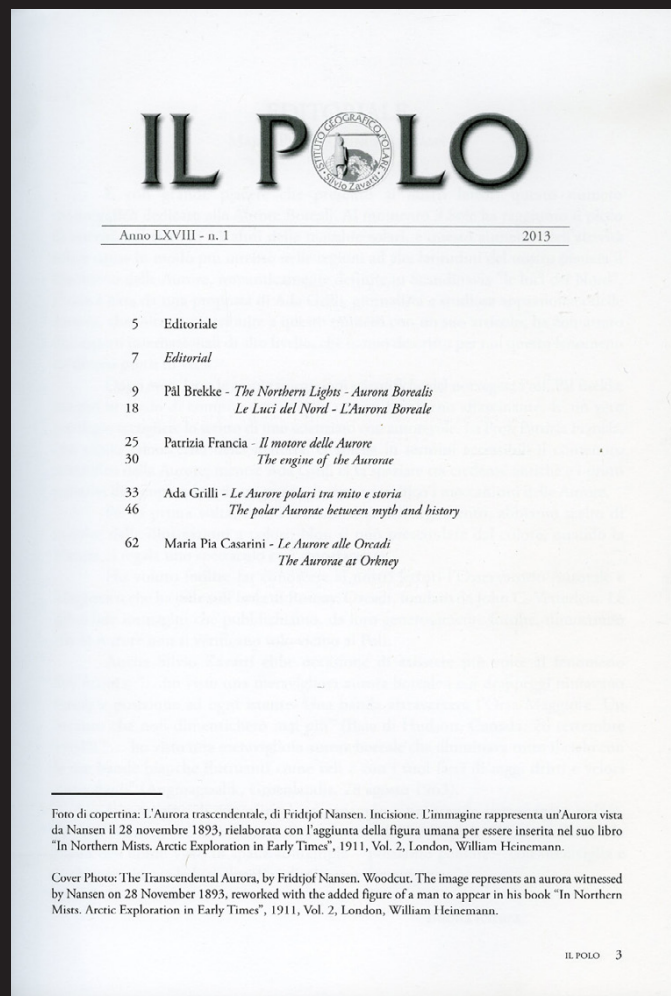 IL POLO
ISTITUTO GEOGRAFICO POLARE
Silvio Zavatti
Anno LXVIII - n. 1 2013
5 Editoriale
7 Editorial
9 Pål Brekke - The Northern Lights - Aurora Borealis
18 Le Luci del Nord - L'Aurora Boreale
25 Patrizia Francia - Il motore delle Aurore
30 The engine of the Aurorae
33 Ada Grilli - Le Aurore polari tra mito e storia
46 The polar Aurorae between myth and history
62 Maria Pia Casarini - Le Aurore alle Orcadi
The Aurorae at Orkney
Foto di copertina: L'Aurora trascendentale, di Fridtjof Nansen. Incisione. L'immagine rappresenta un'Aurora vista
da Nansen il 28 novembre 1893, rielaborata con l'aggiunta della figura umana per essere inserita nel suo libro
"In Northern Mists. Arctic Exploration in Early Times", 1911, Vol. 2, London, William Heinemann.
Cover Photo: The Transcendental Aurora, by Fridtjof Nansen. Woodcut. The image represents an aurora witnessed
by Nansen on 28 November 1893, reworked with the added figure of a man to appear in his book "In Northern
Mists. Arctic Exploration in Early Times", 1911, Vol. 2, London, William Heinemann.
IL POLO 3